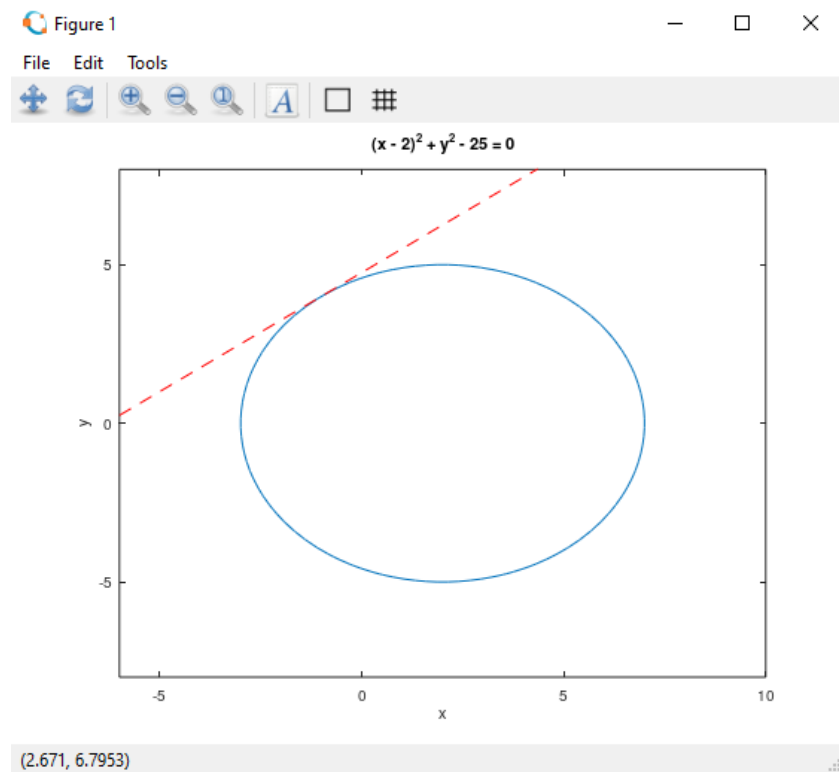 Figure 1
File Edit Tools
A
(x - 2)² + y² - 25 = 0
5
y 0
-5
-5 0 5 10
x
(2.671, 6.7953)